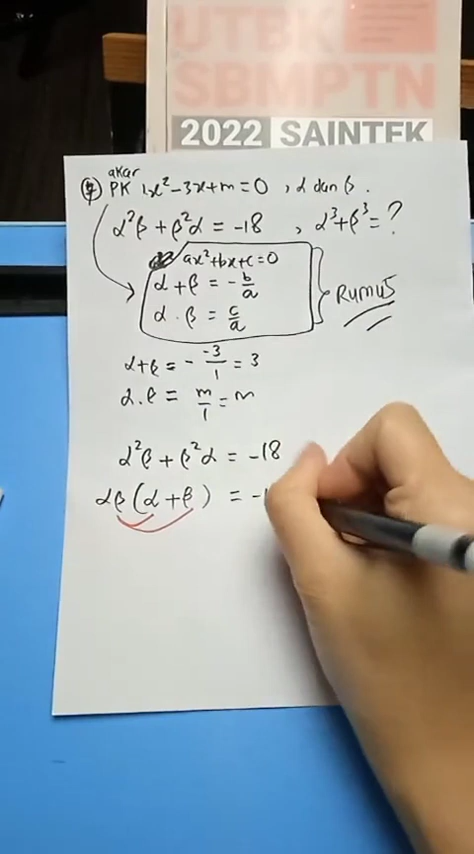 UTBK
SBMPTN
2022 SAINTEK
akar
PK 1x²-3x+m=0, α dan β.
α²β + β²α = -18, α³+β³=?
ax²+bx+c=0
α + β = -b/a
α . β = c/a
RUMUS
α+β = - -3/1 = 3
α.β = m/1 = m
α²β + β²α = -18
αβ(α+β) = -1